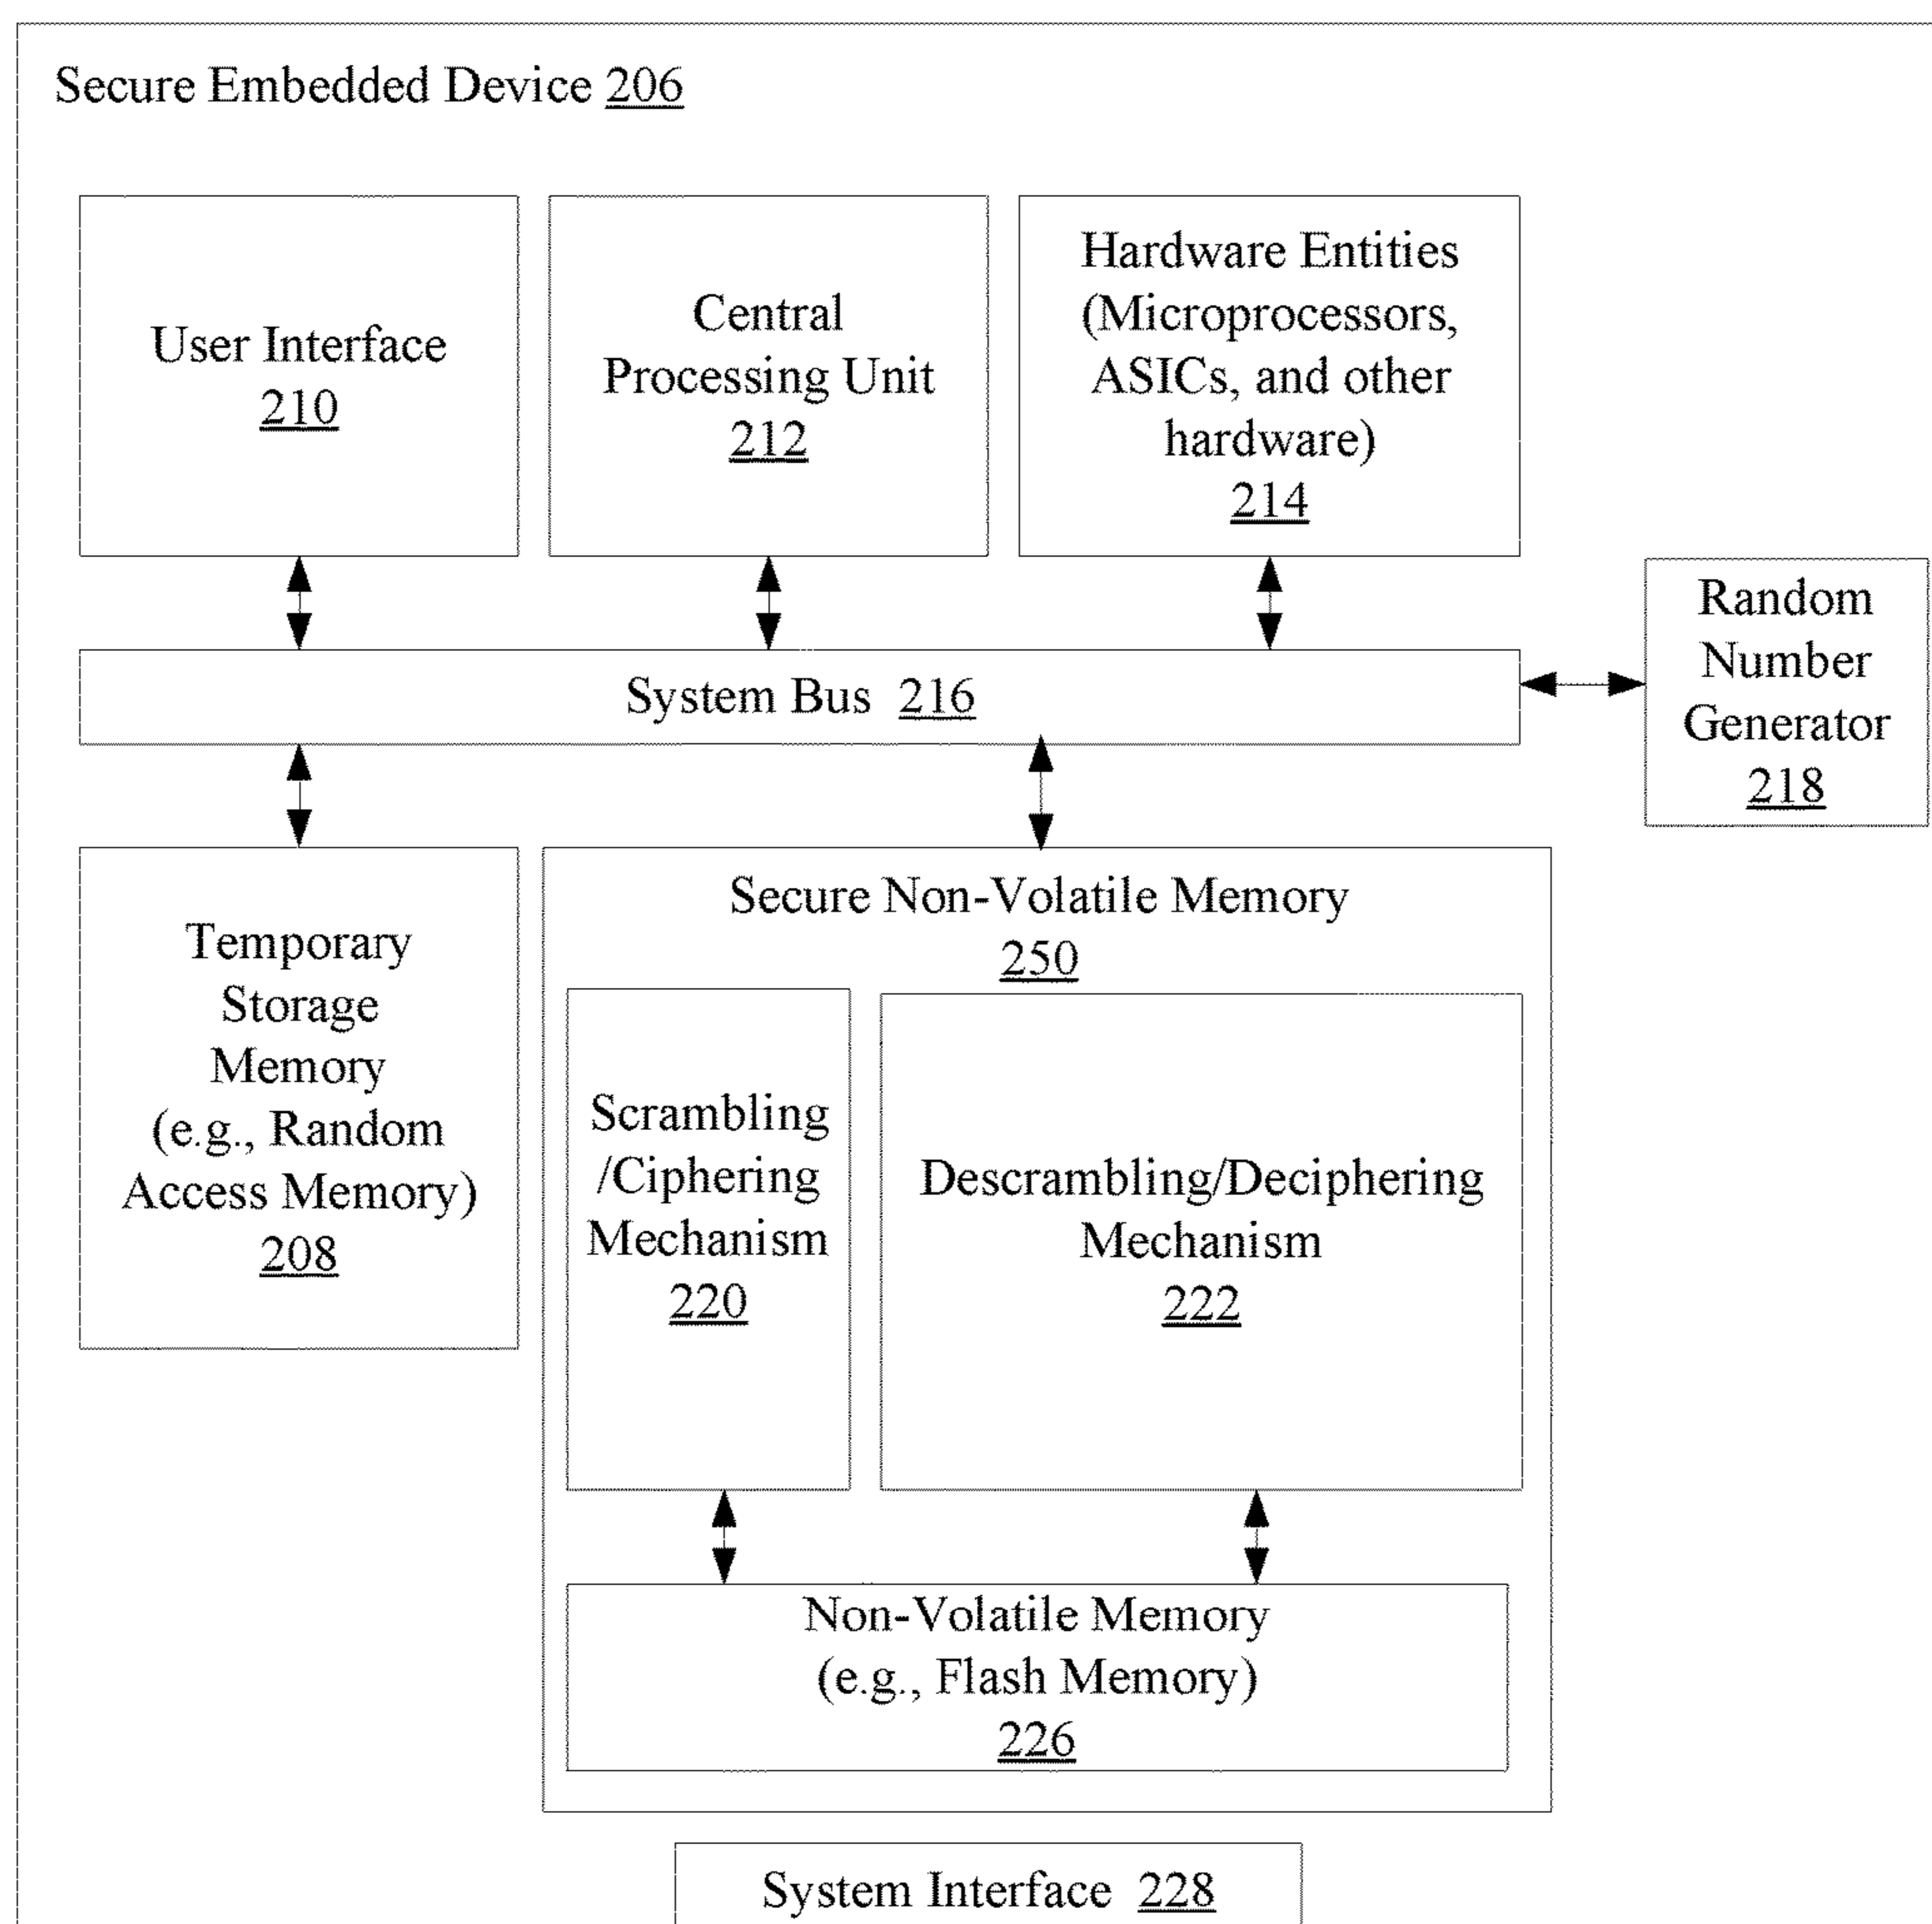 Secure Embedded Device 206
User Interface
210
Central
Processing Unit
212
Hardware Entities
(Microprocessors,
ASICs, and other
hardware)
214
System Bus 216
Random
Number
Generator
218
Temporary
Storage
Memory
(e.g., Random
Access Memory)
208
Secure Non-Volatile Memory
250
Scrambling
/Ciphering
Mechanism
220
Descrambling/Deciphering
Mechanism
222
Non-Volatile Memory
(e.g., Flash Memory)
226
System Interface 228